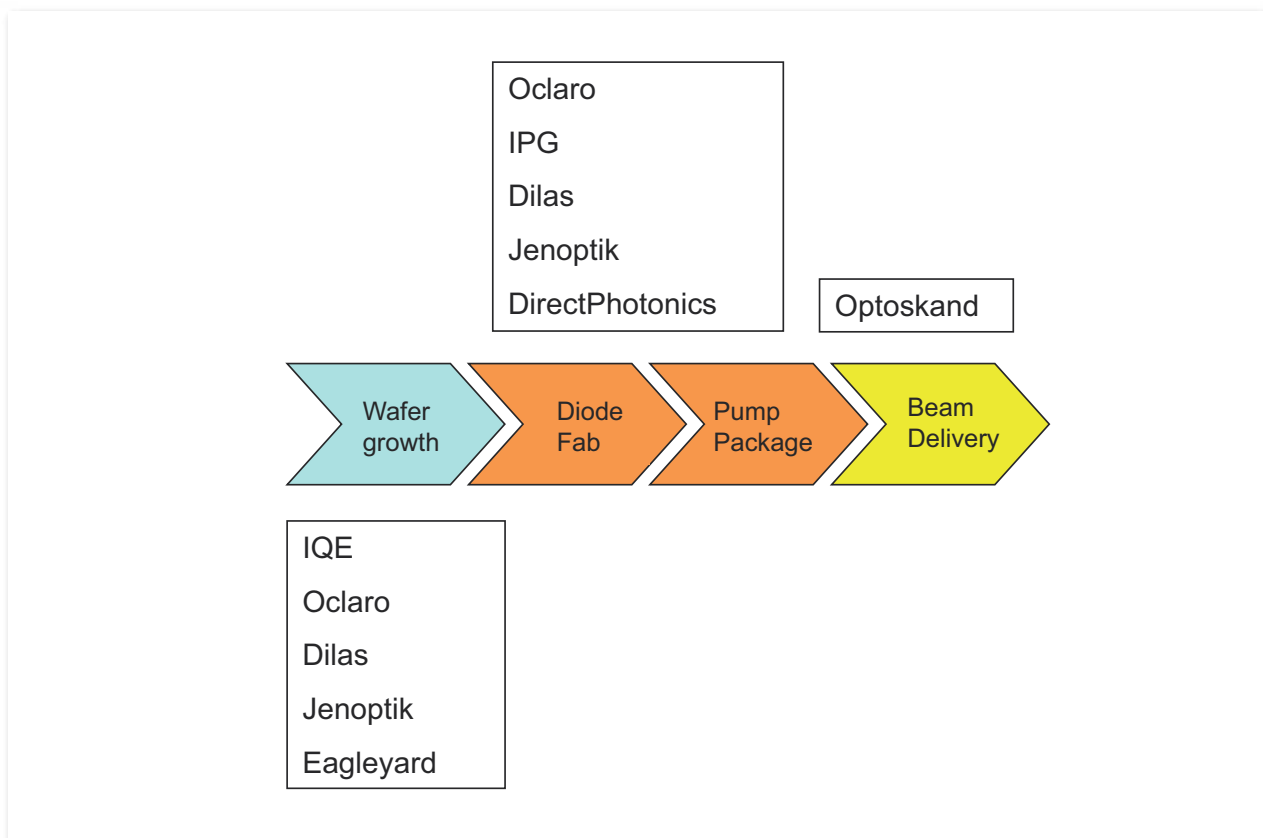 Oclaro
IPG
Dilas
Jenoptik
DirectPhotonics
Optoskand
Wafer
growth
Diode
Fab
Pump
Package
Beam
Delivery
IQE
Oclaro
Dilas
Jenoptik
Eagleyard